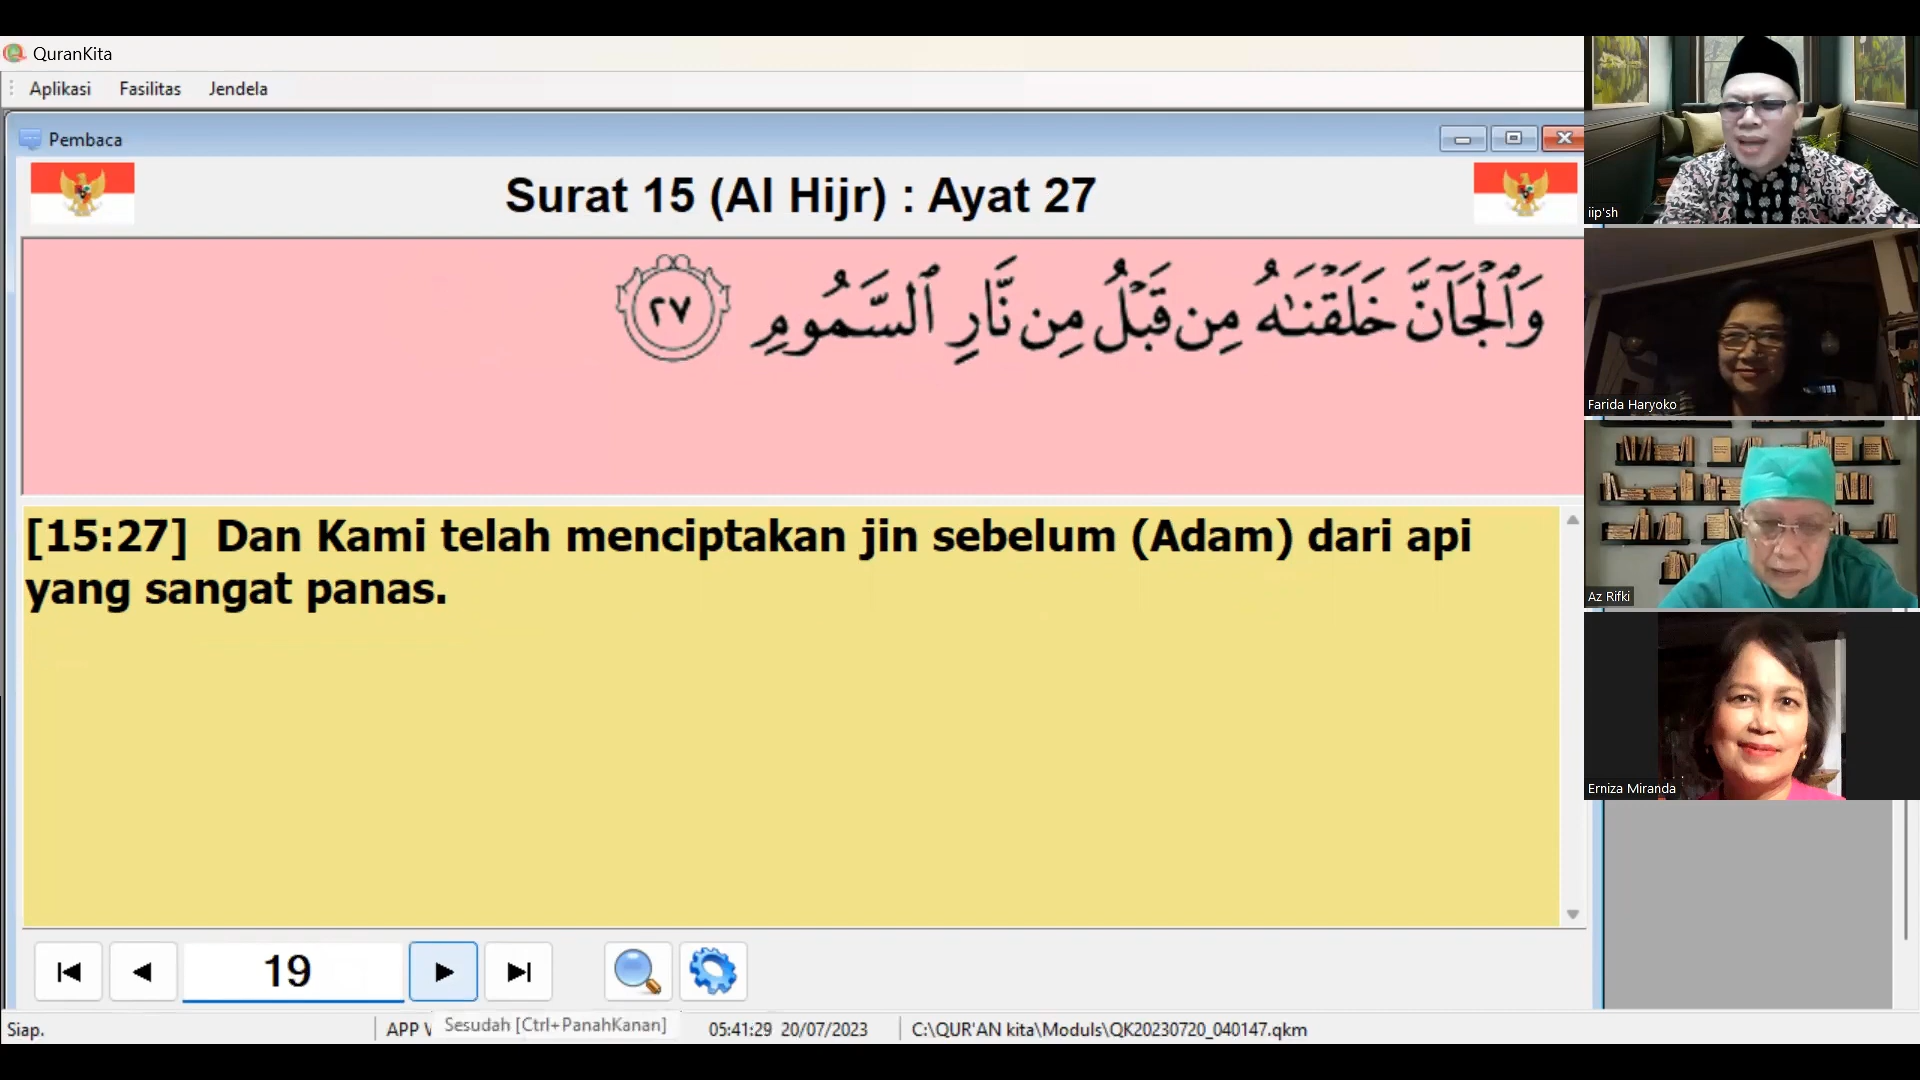 QuranKita
Aplikasi Fasilitas Jendela
Pembaca
Surat 15 (Al Hijr) : Ayat 27
وَٱلْجَآنَّ خَلَقْنَٰهُ مِن قَبْلُ مِن نَّارِ ٱلسَّمُومِ ٢٧
[15:27] Dan Kami telah menciptakan jin sebelum (Adam) dari api
yang sangat panas.
19
Siap.
APP V
Sesudah [Ctrl+PanahKanan]
05:41:29 20/07/2023
C:\QUR'AN kita\Moduls\QK20230720_040147.qkm
iip'sh
Farida Haryoko
Az Rifki
Erniza Miranda